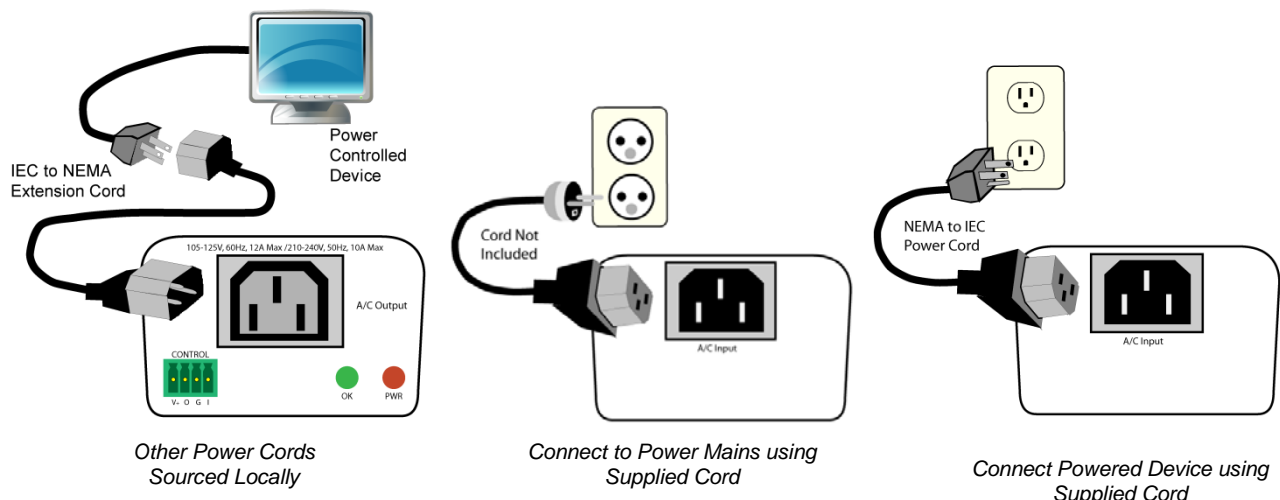 Power
Controlled
Device
IEC to NEMA
Extension Cord
105-125V, 60Hz, 12A Max /210-240V, 50Hz, 10A Max
A/C Output
CONTROL
V+ O G I
OK
PWR
Other Power Cords
Sourced Locally
Cord Not
Included
A/C Input
Connect to Power Mains using
Supplied Cord
NEMA to IEC
Power Cord
A/C Input
Connect Powered Device using
Supplied Cord